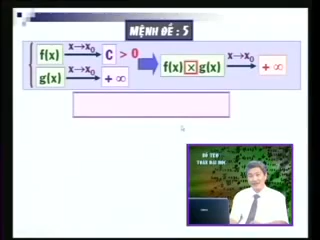 MỆNH ĐỀ : 5
x→x₀
f(x) → C > 0
x→x₀
g(x) → + ∞
x→x₀
f(x) × g(x) → + ∞